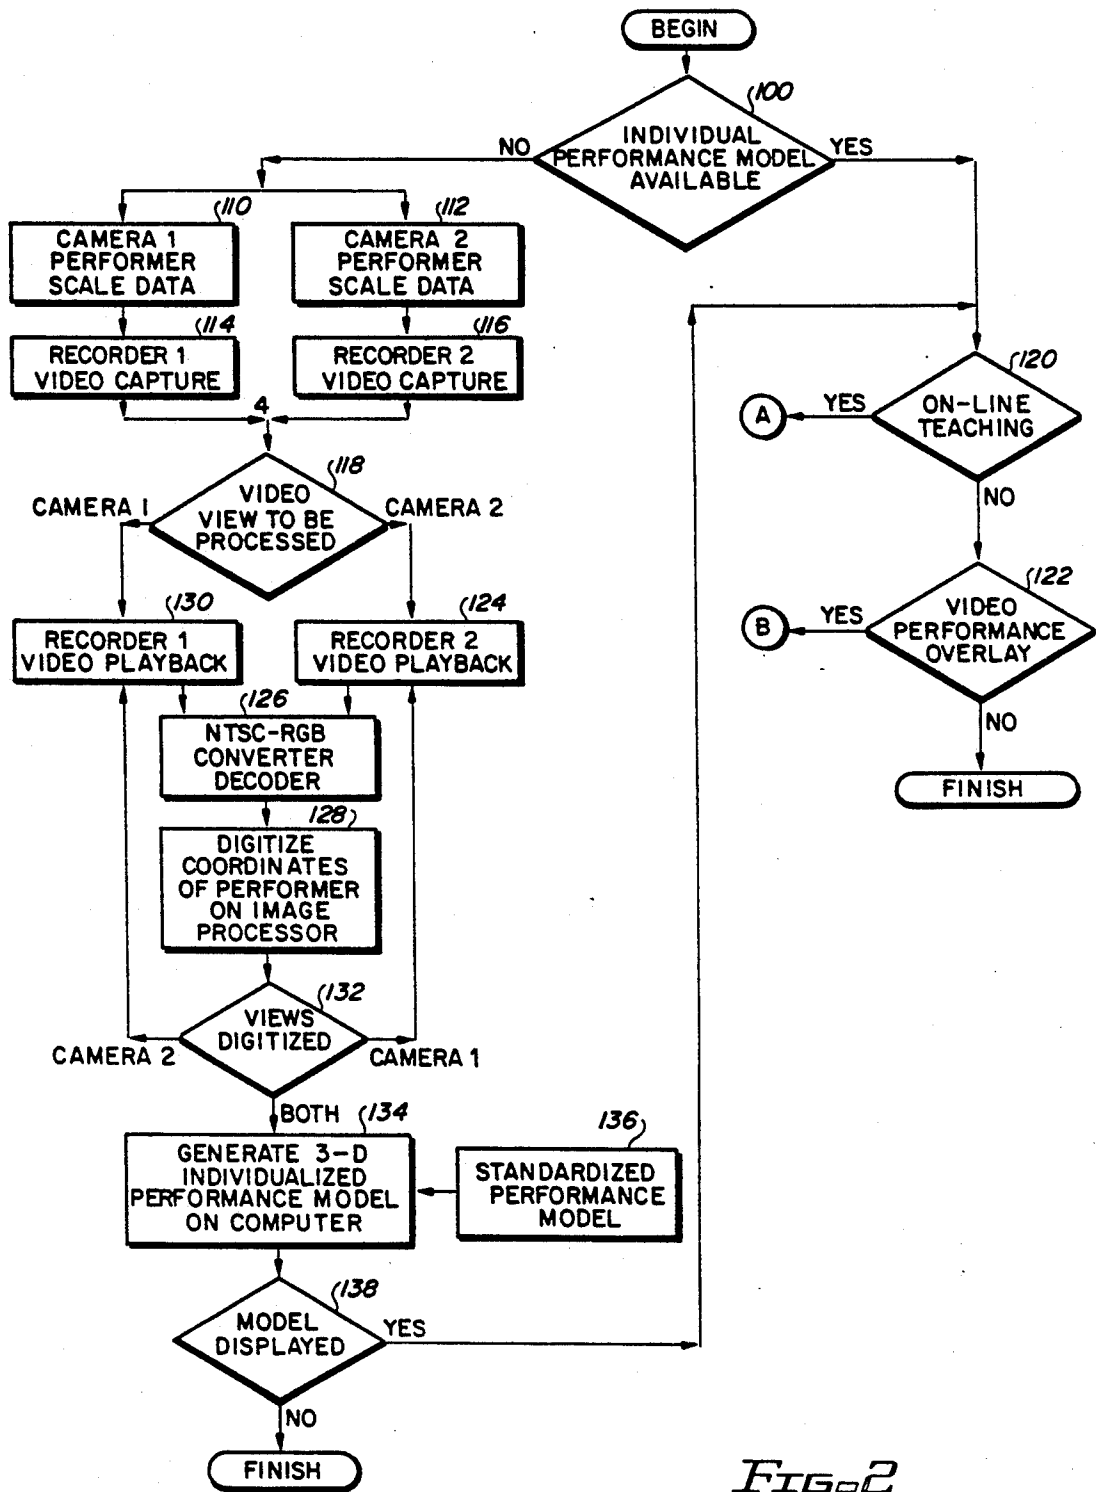 BEGIN
100
INDIVIDUAL
PERFORMANCE MODEL
AVAILABLE
NO
YES
110
CAMERA 1
PERFORMER
SCALE DATA
112
CAMERA 2
PERFORMER
SCALE DATA
114
RECORDER 1
VIDEO CAPTURE
116
RECORDER 2
VIDEO CAPTURE
4
118
VIDEO
VIEW TO BE
PROCESSED
CAMERA 1
CAMERA 2
130
RECORDER 1
VIDEO PLAYBACK
124
RECORDER 2
VIDEO PLAYBACK
126
NTSC-RGB
CONVERTER
DECODER
128
DIGITIZE
COORDINATES
OF PERFORMER
ON IMAGE
PROCESSOR
132
VIEWS
DIGITIZED
CAMERA 2
CAMERA 1
BOTH
134
GENERATE 3-D
INDIVIDUALIZED
PERFORMANCE MODEL
ON COMPUTER
136
STANDARDIZED
PERFORMANCE
MODEL
138
MODEL
DISPLAYED
YES
NO
FINISH
120
ON-LINE
TEACHING
YES
A
NO
122
VIDEO
PERFORMANCE
OVERLAY
YES
B
NO
FINISH
FIG-2